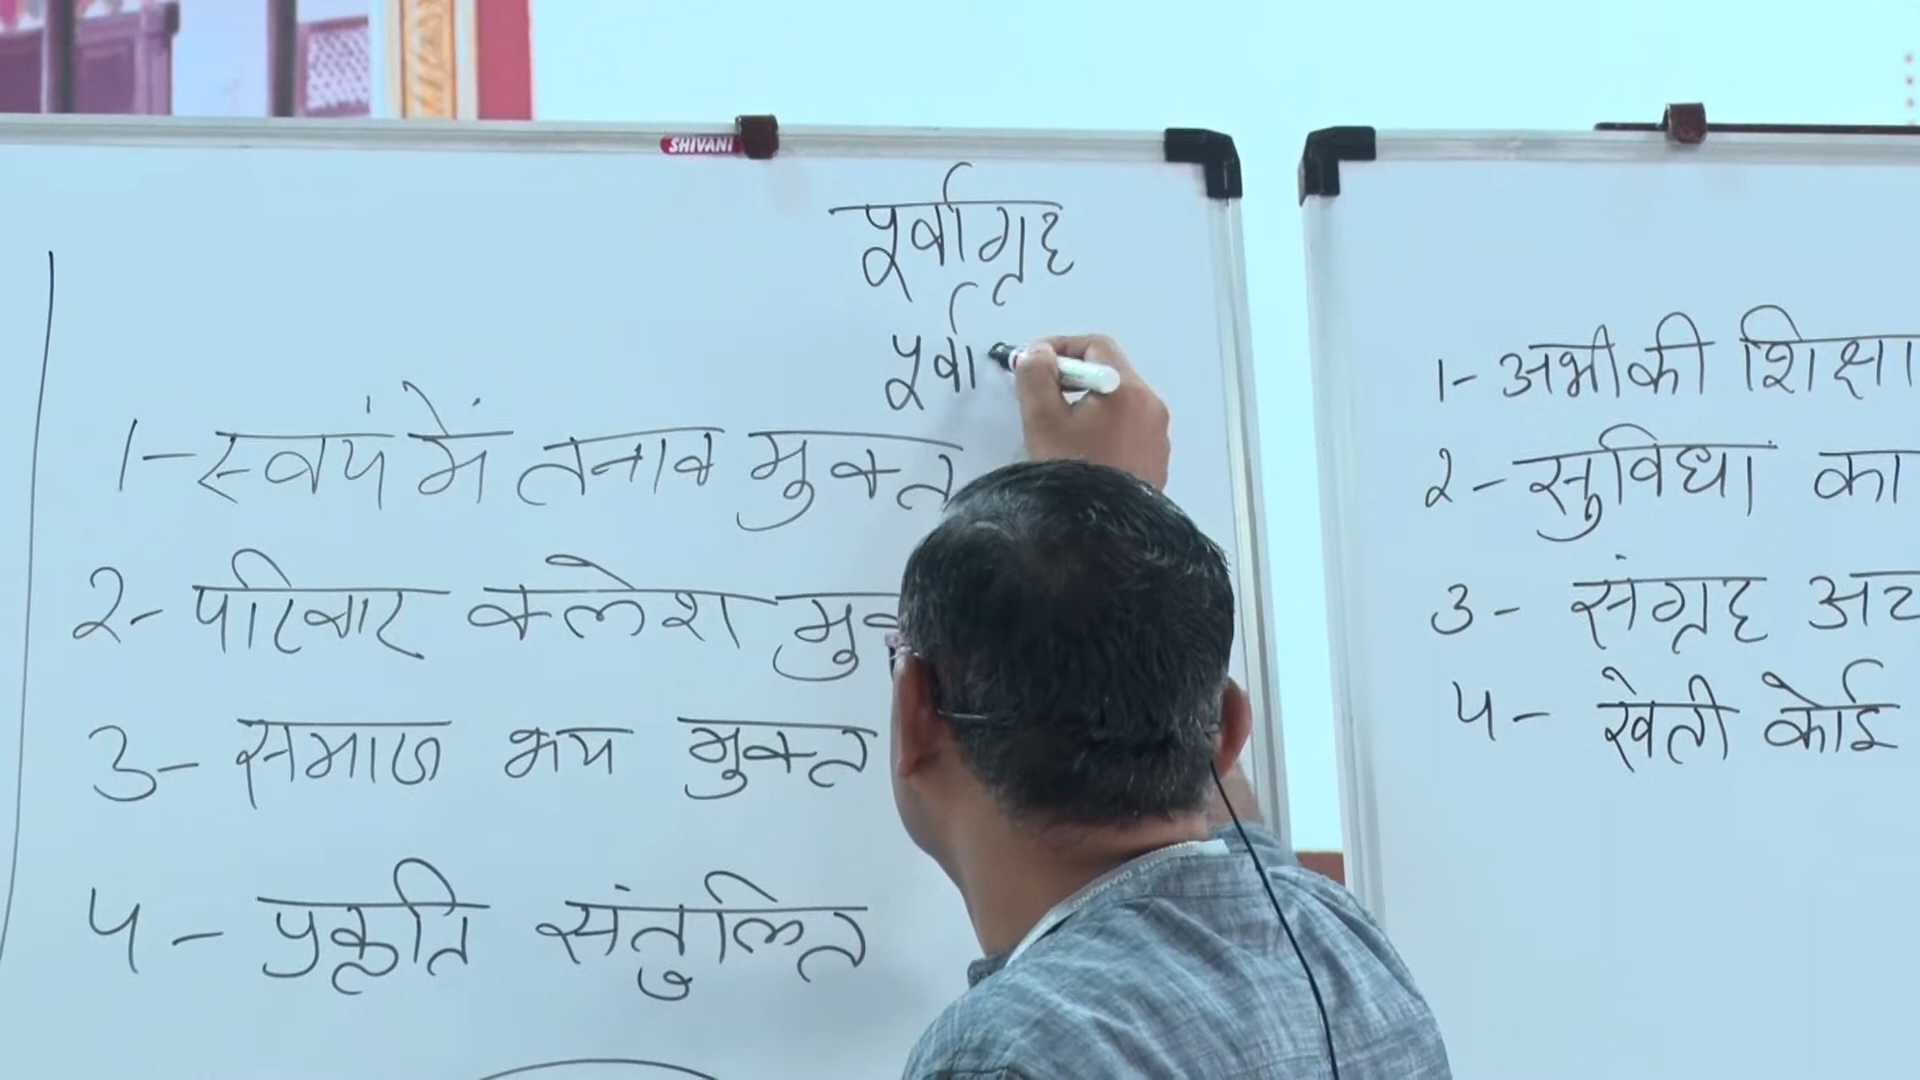 SHIVANI
पूर्वाग्रह
पूर्वा
1- स्वयं में तनाव मुक्त
2- परिवार क्लेश
3- समाज भय मुक्त
4- प्रकृति संतुलित
1- अभी की शिक्षा
2- सुविधा का
3- संग्रह
4- खेती कोई